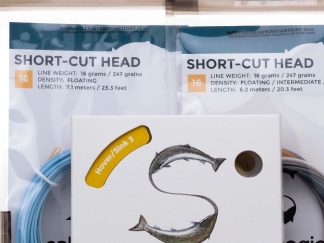 SHORT-CUT HEAD
16
LINE WEIGHT: 16 grams / 247 grains
DENSITY: FLOATING
LENGTH: 7.1 meters / 23.3 feet
SHORT-CUT HEAD
16
LINE WEIGHT: 16 grams / 247 grains
DENSITY: FLOATING / INTERMEDIATE
LENGTH: 6.2 meters / 20.3 feet
Hover/Sink 3